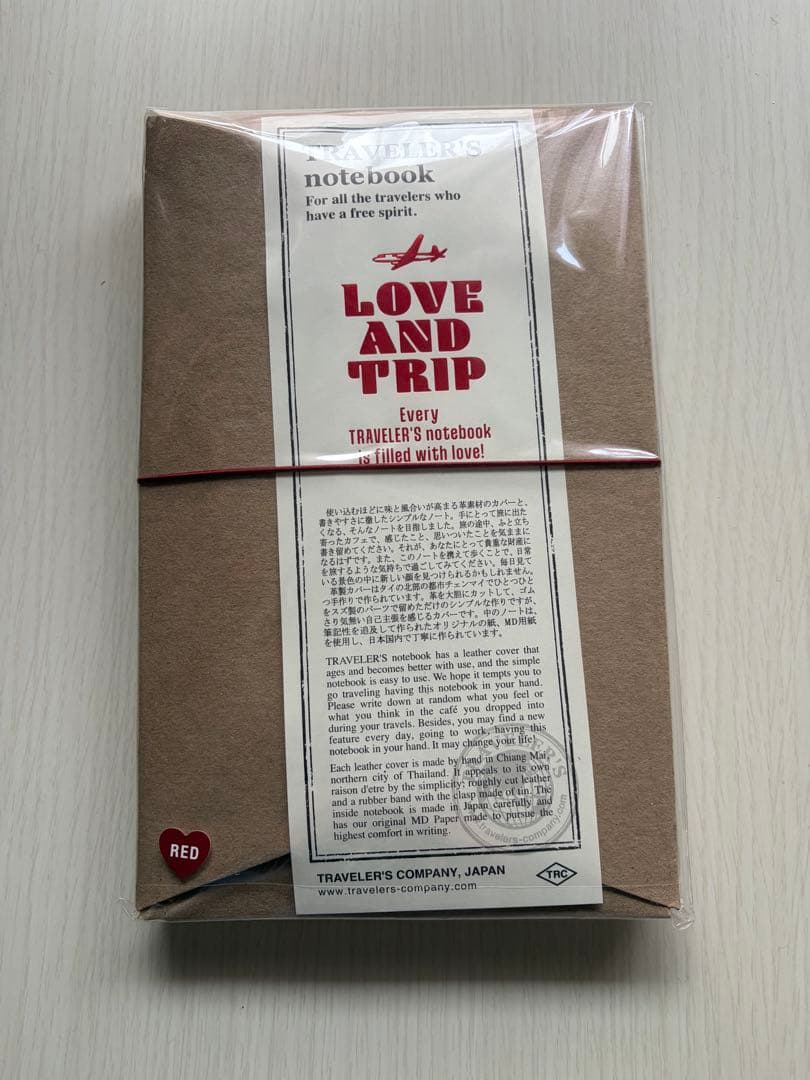 TRAVELER'S
notebook
For all the travelers who
have a free spirit.
LOVE
AND
TRIP
Every
TRAVELER'S notebook
is filled with love!
使い込むほどに味と風合いが高まる革素材のカバーと、
書きやすさに徹したシンプルなノート。手にとって旅に出た
くなる、そんなノートを目指しました。旅の途中、ふと立ち
寄ったカフェで、感じたこと、思いついたことを気ままに
書き留めてください。それが、あなたにとって貴重な財産に
なるはずです。また、このノートを携えて歩くことで、日常
を旅するような気持ちで過ごしてみてください。毎日見て
いる景色の中に新しい顔を見つけられるかもしれません。
革製カバーはタイの北部の都市チェンマイでひとつひと
つ手作りで作られています。革を大胆にカットして、ゴム
をスズ製のパーツで留めただけのシンプルな作りですが、
さり気無い自己主張を感じるカバーです。中のノートは、
筆記性を追及して作られたオリジナルの紙、MD用紙
を使用し、日本国内で丁寧に作られています。
TRAVELER'S notebook has a leather cover that
ages and becomes better with use, and the simple
notebook is easy to use. We hope it tempts you to
go traveling having this notebook in your hand.
Please write down at random what you feel or
what you think in the café you dropped into
during your travels. Besides, you may find a new
feature every day, going to work, having this
notebook in your hand. It may change your life!
Each leather cover is made by hand in Chiang Mai,
northern city of Thailand. It appeals to its own
raison d'etre by the simplicity; roughly cut leather
and a rubber band with the clasp made of tin. The
inside notebook is made in Japan carefully and
has our original MD Paper made to pursue the
highest comfort in writing.
TRAVELER'S
travelers-company.com
RED
TRAVELER'S COMPANY, JAPAN
www.travelers-company.com
TRC